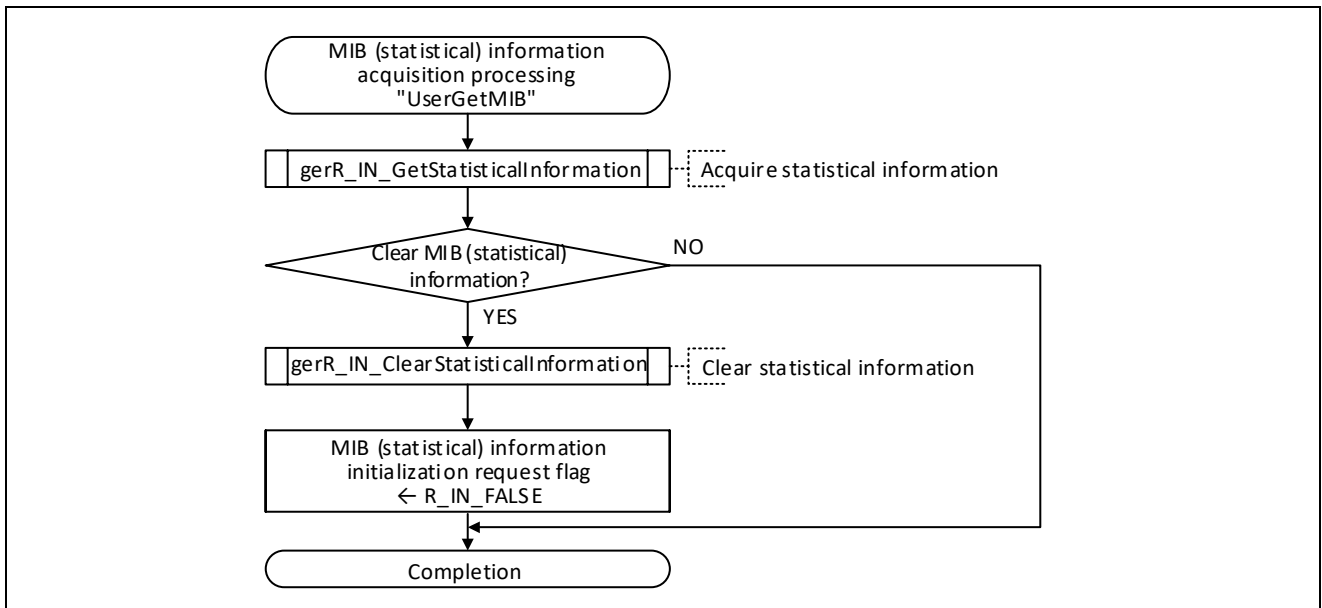 MIB (statistical) information
acquisition processing
"UserGetMIB"
gerR_IN_GetStatisticalInformation
Acquire statistical information
Clear MIB (statistical)
information?
NO
YES
gerR_IN_ClearStatisticalInformation
Clear statistical information
MIB (statistical) information
initialization request flag
← R_IN_FALSE
Completion